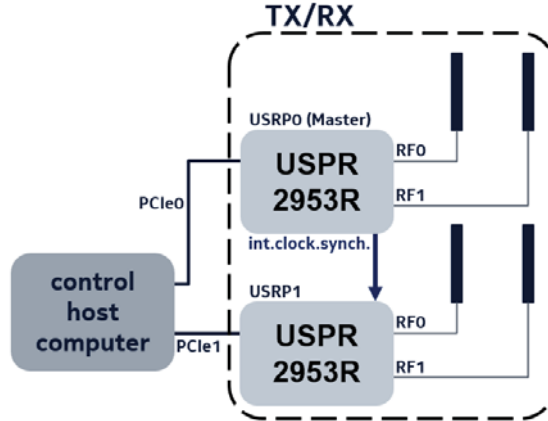 TX/RX
USRP0 (Master)
USPR
2953R
RF0
RF1
PCIe0
int.clock.synch.
control
host
computer
PCIe1
USRP1
USPR
2953R
RF0
RF1